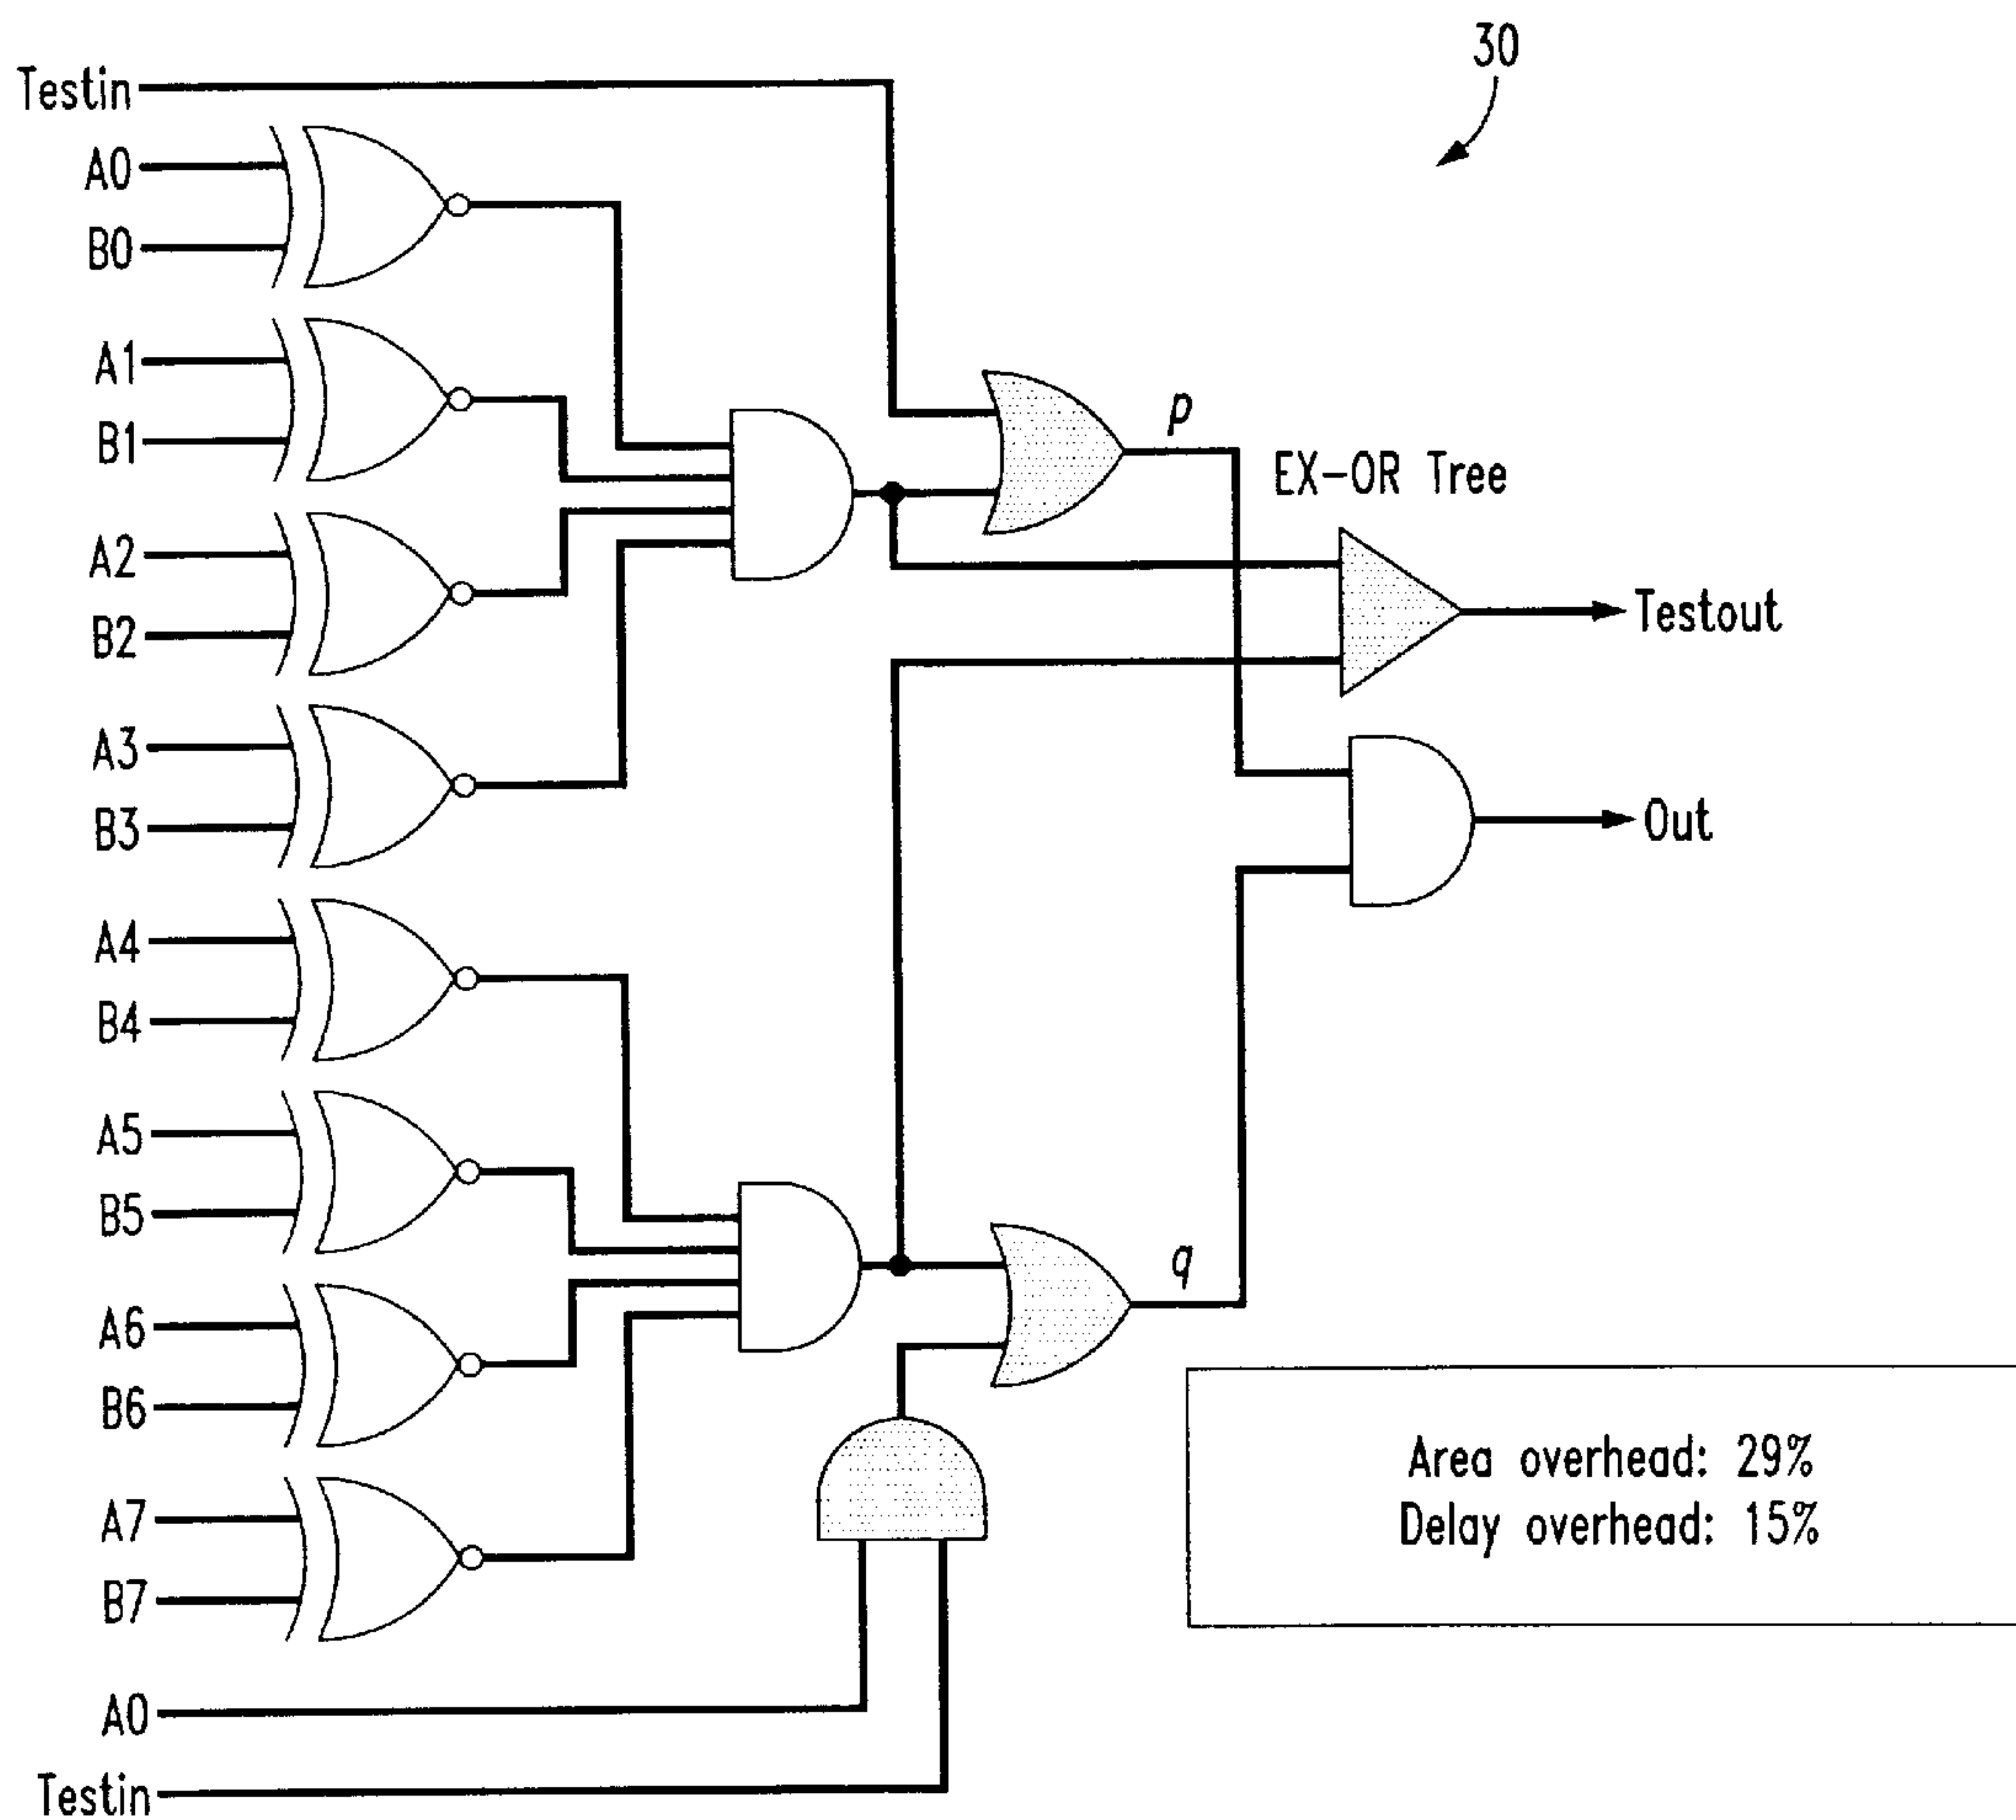 30
Testin
A0
B0
A1
B1
p
EX-OR Tree
A2
B2
Testout
A3
B3
Out
A4
B4
A5
B5
q
A6
B6
Area overhead: 29%
Delay overhead: 15%
A7
B7
A0
Testin